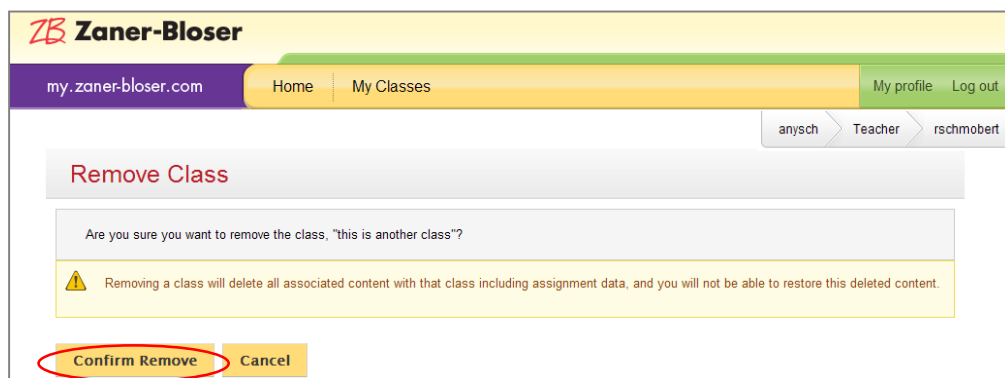 ZB Zaner-Bloser
my.zaner-bloser.com Home My Classes My profile Log out
anysch Teacher rschmobert
Remove Class
Are you sure you want to remove the class, "this is another class"?
Removing a class will delete all associated content with that class including assignment data, and you will not be able to restore this deleted content.
Confirm Remove Cancel